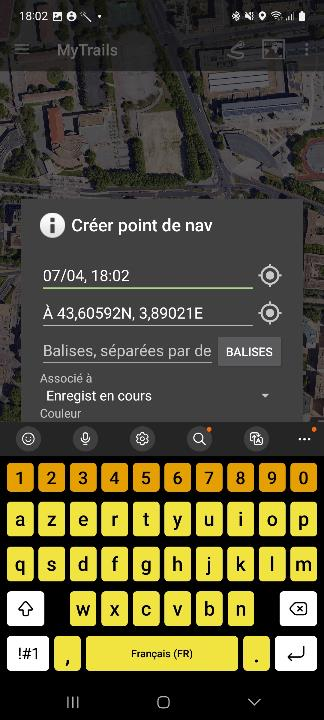 18:02
MyTrails
Créer point de nav
07/04, 18:02
À 43,60592N, 3,89021E
Balises, séparées par de BALISES
Associé à
Enregist en cours
Couleur
1 2 3 4 5 6 7 8 9 0
a z e r t y u i o p
q s d f g h j k l m
w x c v b n
!#1 , Français (FR) .